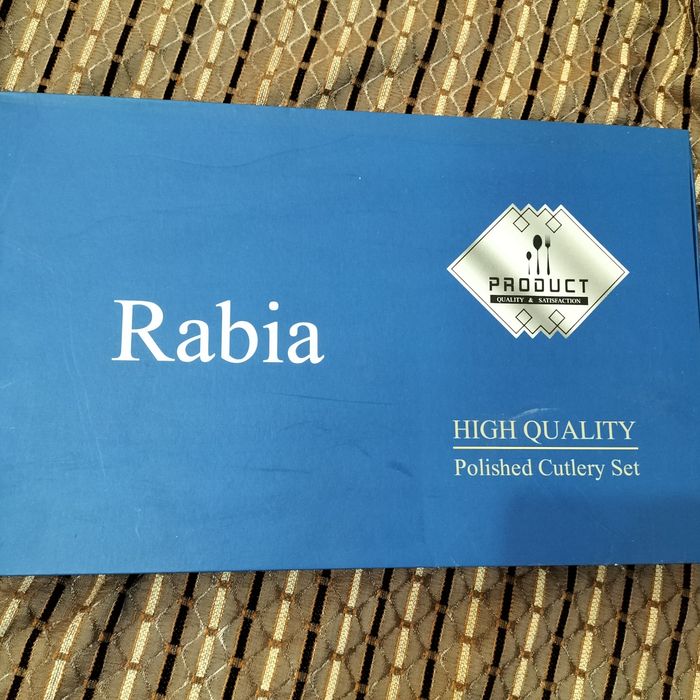 Rabia
PRODUCT
QUALITY & SATISFACTION
HIGH QUALITY
Polished Cutlery Set